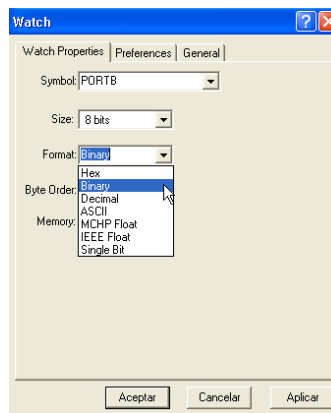 Watch
Watch Properties Preferences General
Symbol: PORTB
Size: 8 bits
Format: Binary
Hex
Binary
Byte Order:
Decimal
ASCII
Memory:
MCHP Float
IEEE Float
Single Bit
Aceptar Cancelar Aplicar